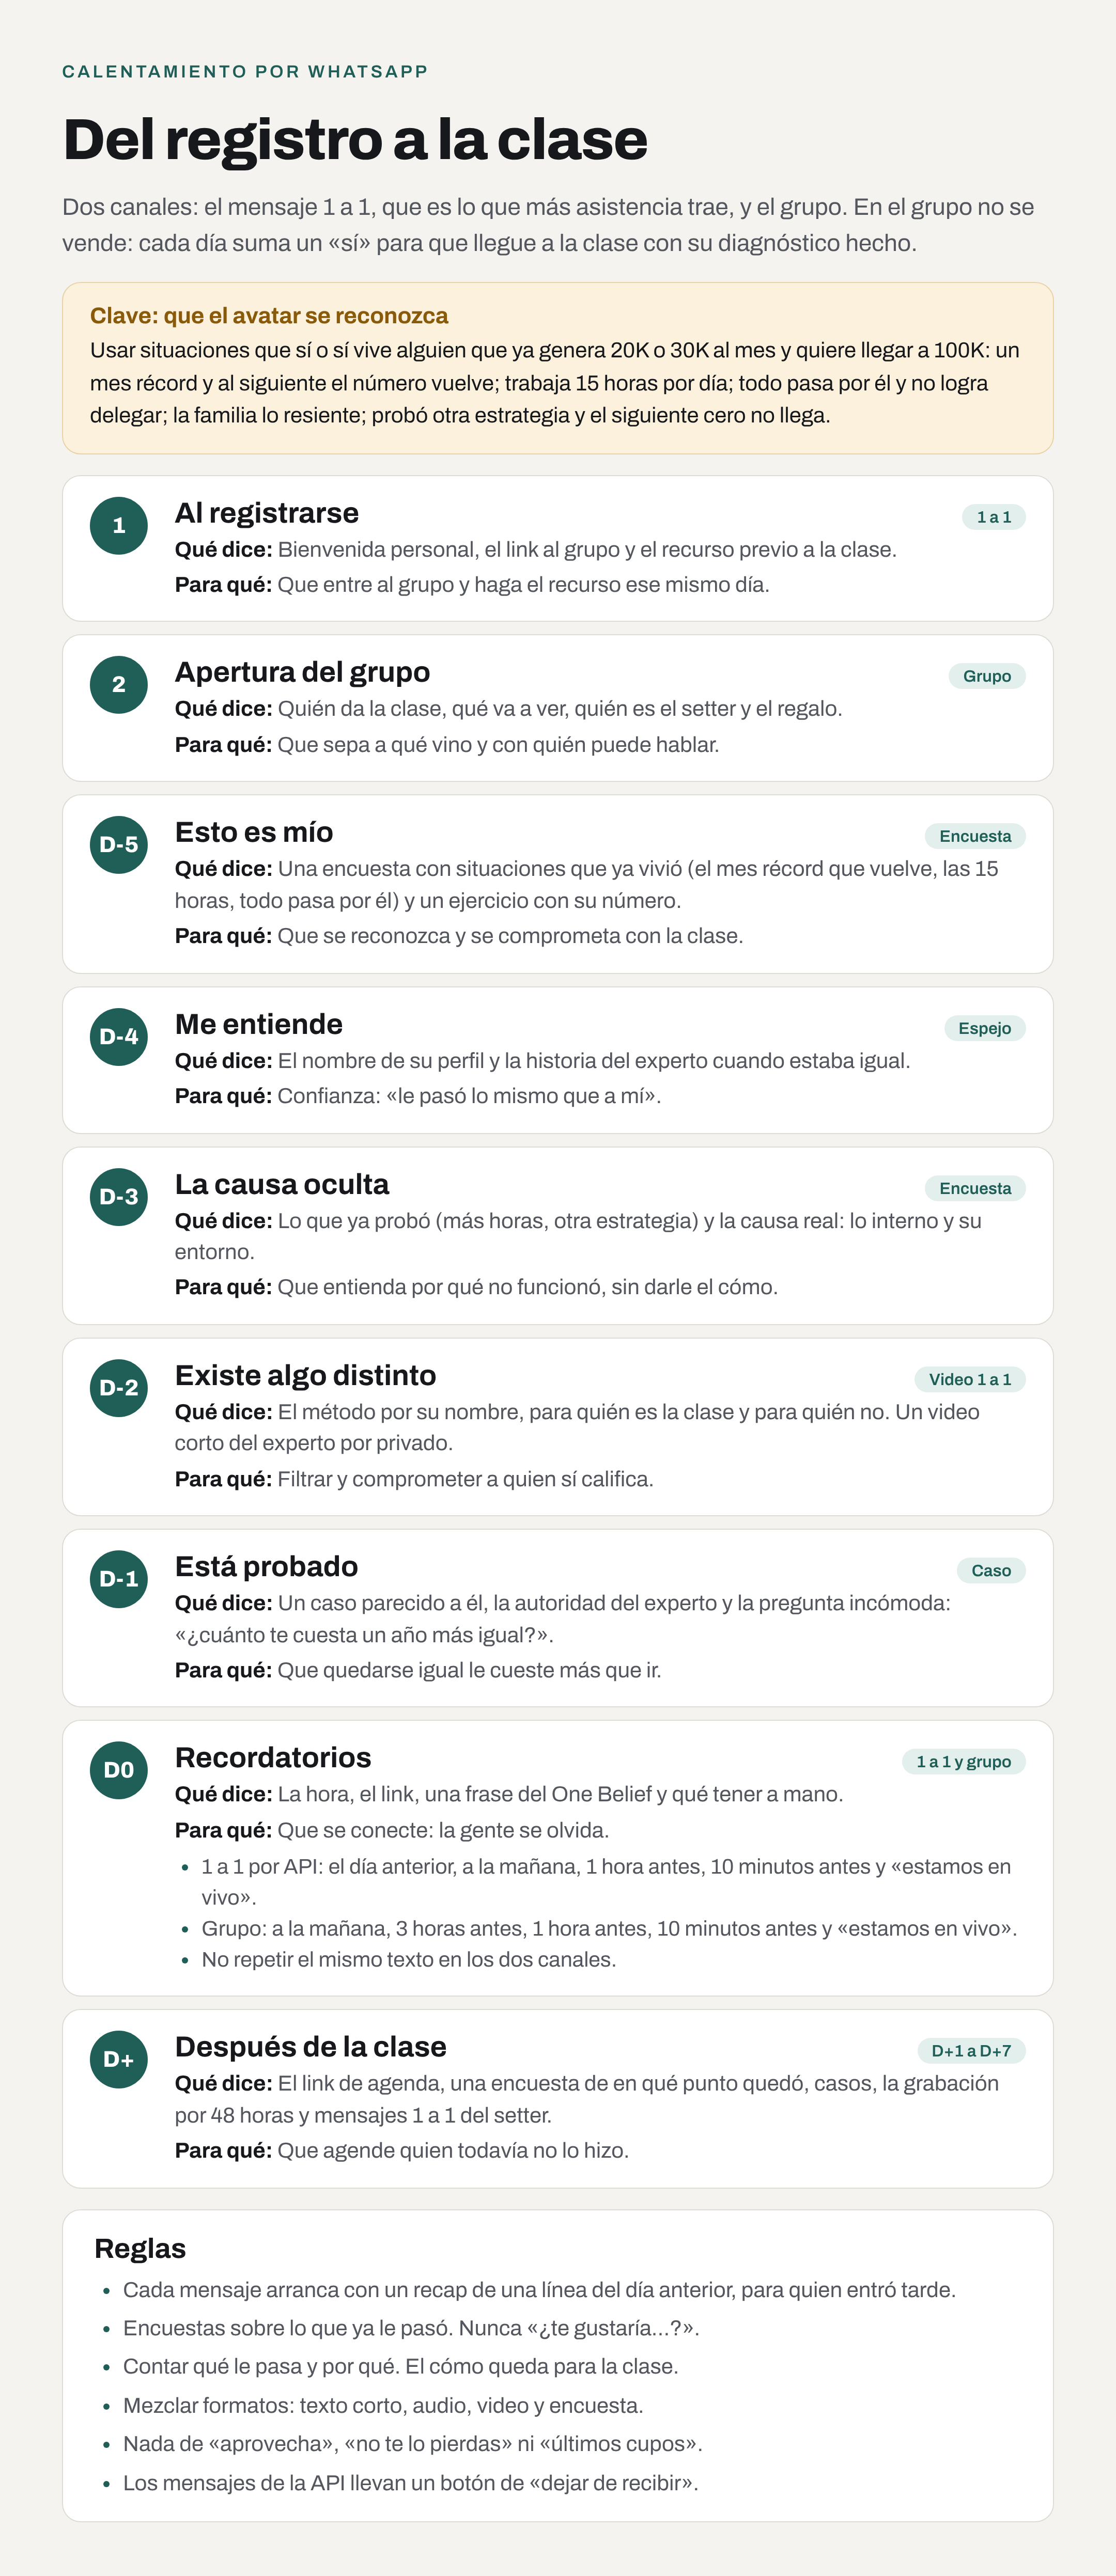 CALENTAMIENTO POR WHATSAPP
Del registro a la clase
Dos canales: el mensaje 1 a 1, que es lo que más asistencia trae, y el grupo. En el grupo no se
vende: cada día suma un «sí» para que llegue a la clase con su diagnóstico hecho.
Clave: que el avatar se reconozca
Usar situaciones que sí o sí vive alguien que ya genera 20K o 30K al mes y quiere llegar a 100K: un
mes récord y al siguiente el número vuelve; trabaja 15 horas por día; todo pasa por él y no logra
delegar; la familia lo resiente; probó otra estrategia y el siguiente cero no llega.
1
Al registrarse
1 a 1
Qué dice: Bienvenida personal, el link al grupo y el recurso previo a la clase.
Para qué: Que entre al grupo y haga el recurso ese mismo día.
2
Apertura del grupo
Grupo
Qué dice: Quién da la clase, qué va a ver, quién es el setter y el regalo.
Para qué: Que sepa a qué vino y con quién puede hablar.
D-5
Esto es mío
Encuesta
Qué dice: Una encuesta con situaciones que ya vivió (el mes récord que vuelve, las 15
horas, todo pasa por él) y un ejercicio con su número.
Para qué: Que se reconozca y se comprometa con la clase.
D-4
Me entiende
Espejo
Qué dice: El nombre de su perfil y la historia del experto cuando estaba igual.
Para qué: Confianza: «le pasó lo mismo que a mí».
D-3
La causa oculta
Encuesta
Qué dice: Lo que ya probó (más horas, otra estrategia) y la causa real: lo interno y su
entorno.
Para qué: Que entienda por qué no funcionó, sin darle el cómo.
D-2
Existe algo distinto
Video 1 a 1
Qué dice: El método por su nombre, para quién es la clase y para quién no. Un video
corto del experto por privado.
Para qué: Filtrar y comprometer a quien sí califica.
D-1
Está probado
Caso
Qué dice: Un caso parecido a él, la autoridad del experto y la pregunta incómoda:
«¿cuánto te cuesta un año más igual?».
Para qué: Que quedarse igual le cueste más que ir.
D0
Recordatorios
1 a 1 y grupo
Qué dice: La hora, el link, una frase del One Belief y qué tener a mano.
Para qué: Que se conecte: la gente se olvida.
• 1 a 1 por API: el día anterior, a la mañana, 1 hora antes, 10 minutos antes y «estamos en
vivo».
• Grupo: a la mañana, 3 horas antes, 1 hora antes, 10 minutos antes y «estamos en vivo».
• No repetir el mismo texto en los dos canales.
D+
Después de la clase
D+1 a D+7
Qué dice: El link de agenda, una encuesta de en qué punto quedó, casos, la grabación
por 48 horas y mensajes 1 a 1 del setter.
Para qué: Que agende quien todavía no lo hizo.
Reglas
• Cada mensaje arranca con un recap de una línea del día anterior, para quien entró tarde.
• Encuestas sobre lo que ya le pasó. Nunca «¿te gustaría...?».
• Contar qué le pasa y por qué. El cómo queda para la clase.
• Mezclar formatos: texto corto, audio, video y encuesta.
• Nada de «aprovecha», «no te lo pierdas» ni «últimos cupos».
• Los mensajes de la API llevan un botón de «dejar de recibir».